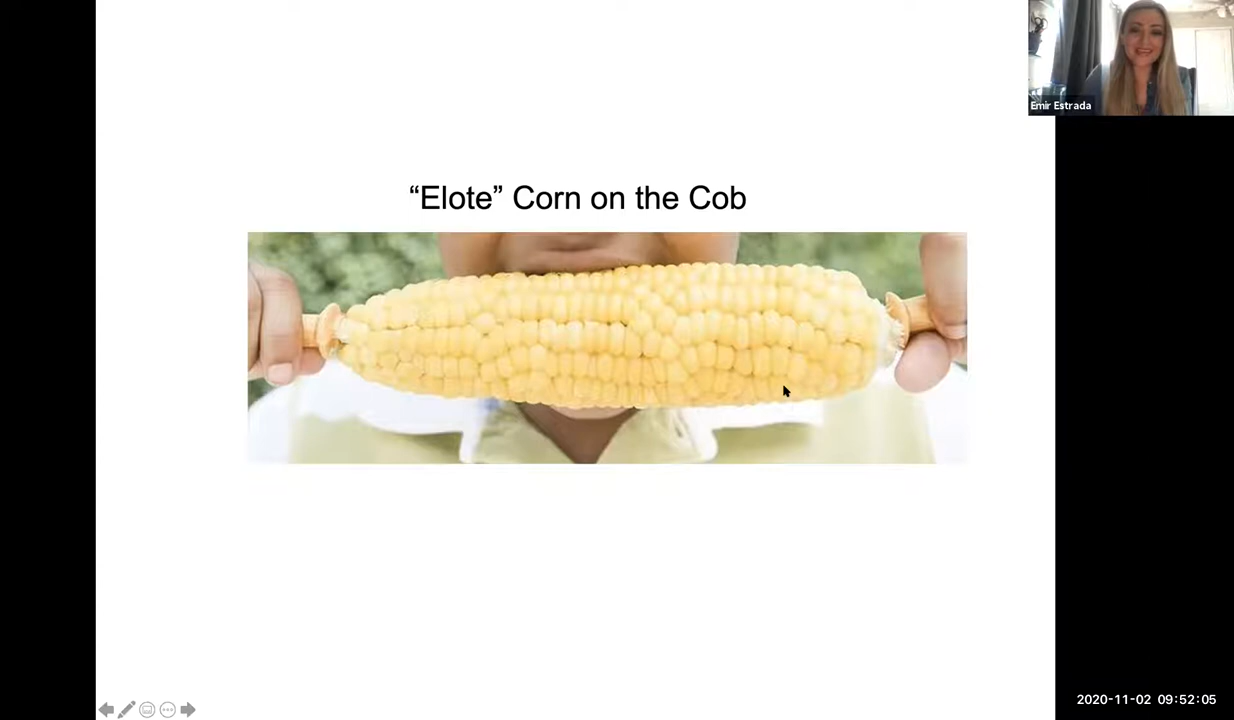 Emir Estrada
“Elote” Corn on the Cob
2020-11-02 09:52:05